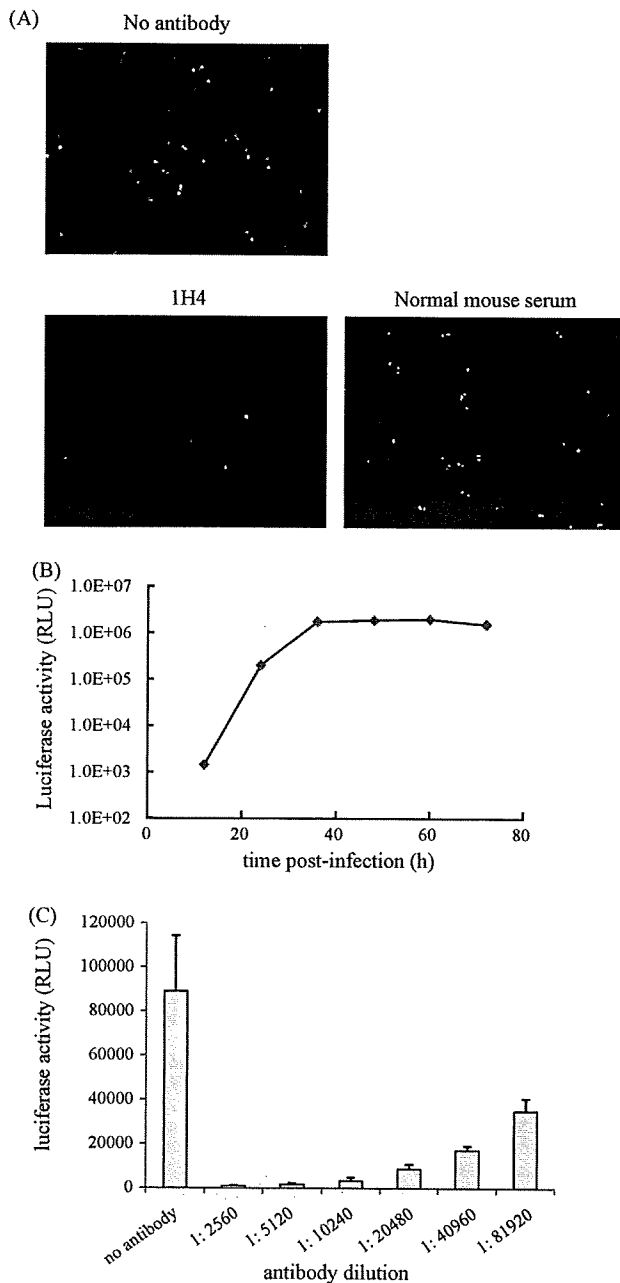 (A)
No antibody
1H4
Normal mouse serum
(B)
1.0E+07
1.0E+06
1.0E+05
1.0E+04
1.0E+03
1.0E+02
Luciferase activity (RLU)
0
20
40
60
80
time post-infection (h)
(C)
120000
100000
80000
60000
40000
20000
0
luciferase activity (RLU)
no antibody
1: 2560
1: 5120
1: 10240
1: 20480
1: 40960
1: 81920
antibody dilution